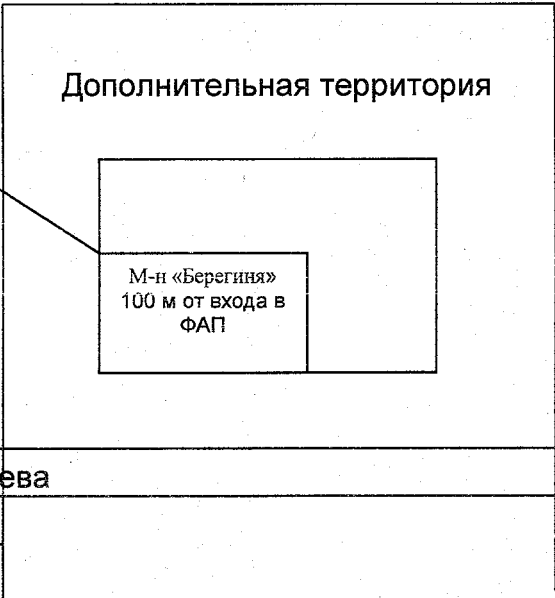 Дополнительная территория
М-н «Берегиня»
100 м от входа в
ФАП
ева